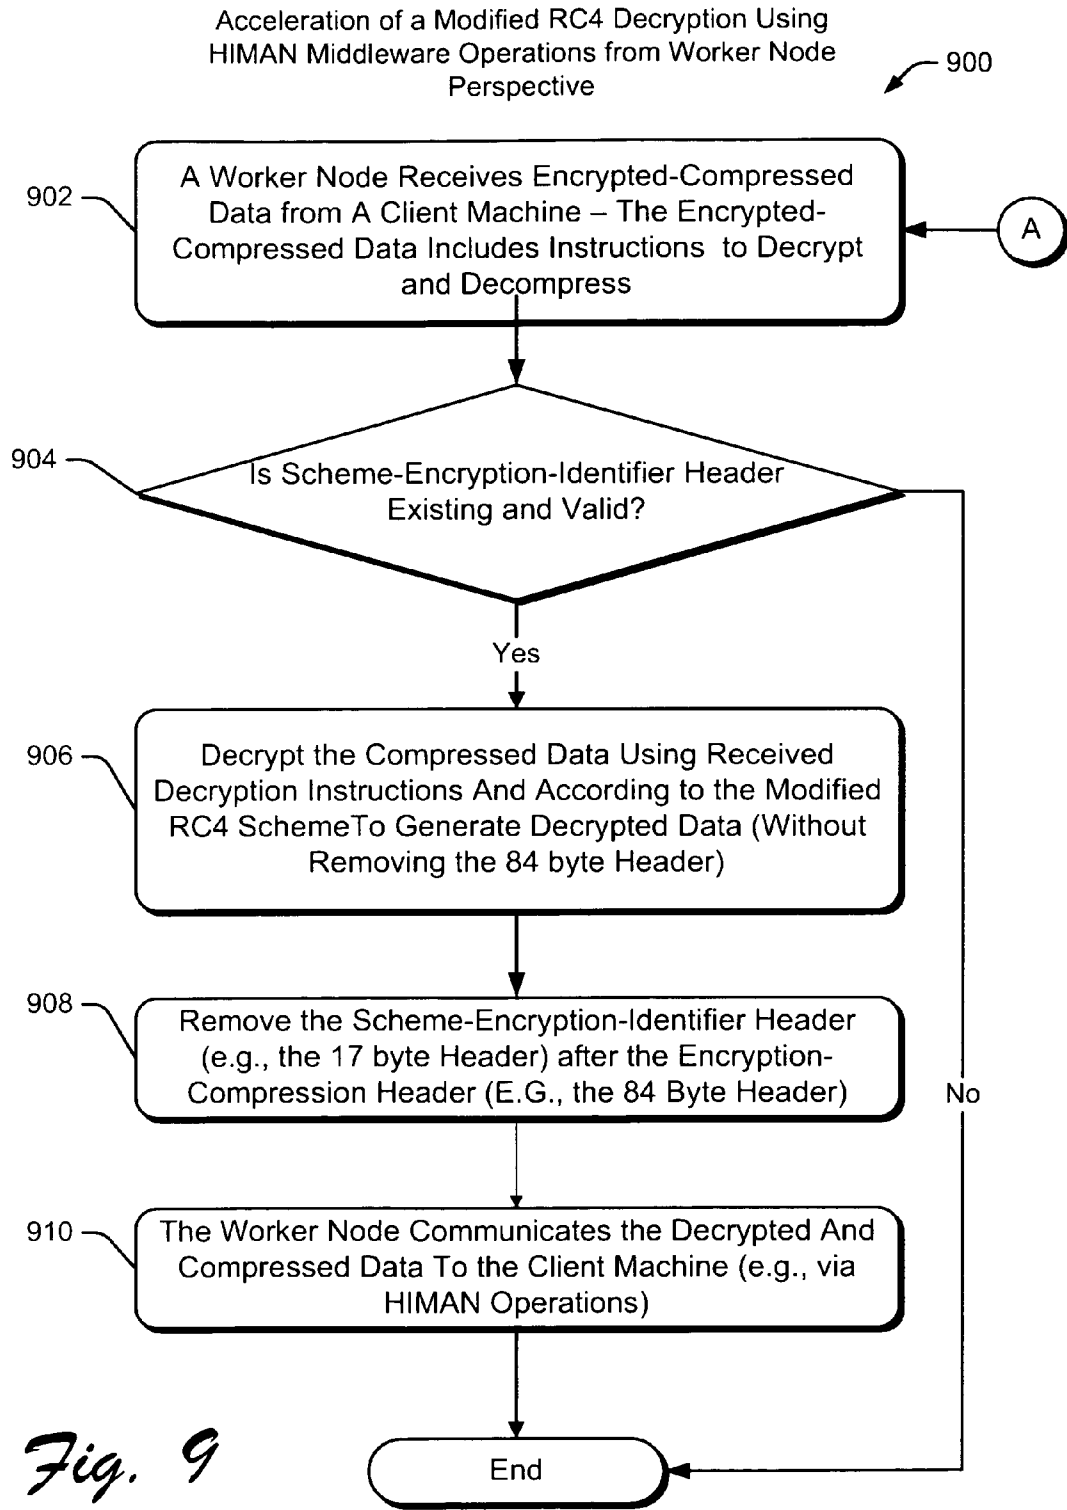 Acceleration of a Modified RC4 Decryption Using
HIMAN Middleware Operations from Worker Node
Perspective
900
902
A Worker Node Receives Encrypted-Compressed
Data from A Client Machine – The Encrypted-
Compressed Data Includes Instructions to Decrypt
and Decompress
A
904
Is Scheme-Encryption-Identifier Header
Existing and Valid?
Yes
906
Decrypt the Compressed Data Using Received
Decryption Instructions And According to the Modified
RC4 SchemeTo Generate Decrypted Data (Without
Removing the 84 byte Header)
908
Remove the Scheme-Encryption-Identifier Header
(e.g., the 17 byte Header) after the Encryption-
Compression Header (E.G., the 84 Byte Header)
No
910
The Worker Node Communicates the Decrypted And
Compressed Data To the Client Machine (e.g., via
HIMAN Operations)
Fig. 9
End